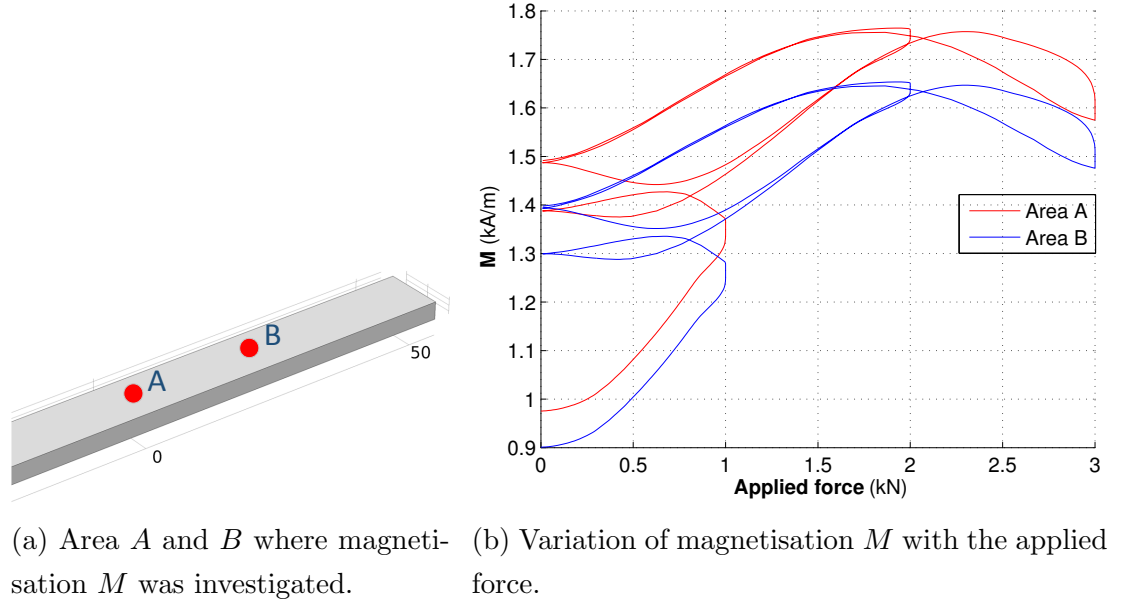 A
B
0
50
1.8
1.7
1.6
1.5
1.4
1.3
1.2
1.1
1
0.9
M (kA/m)
0 0.5 1 1.5 2 2.5 3
Applied force (kN)
Area A
Area B
(a) Area A and B where magneti-
sation M was investigated.
(b) Variation of magnetisation M with the applied
force.